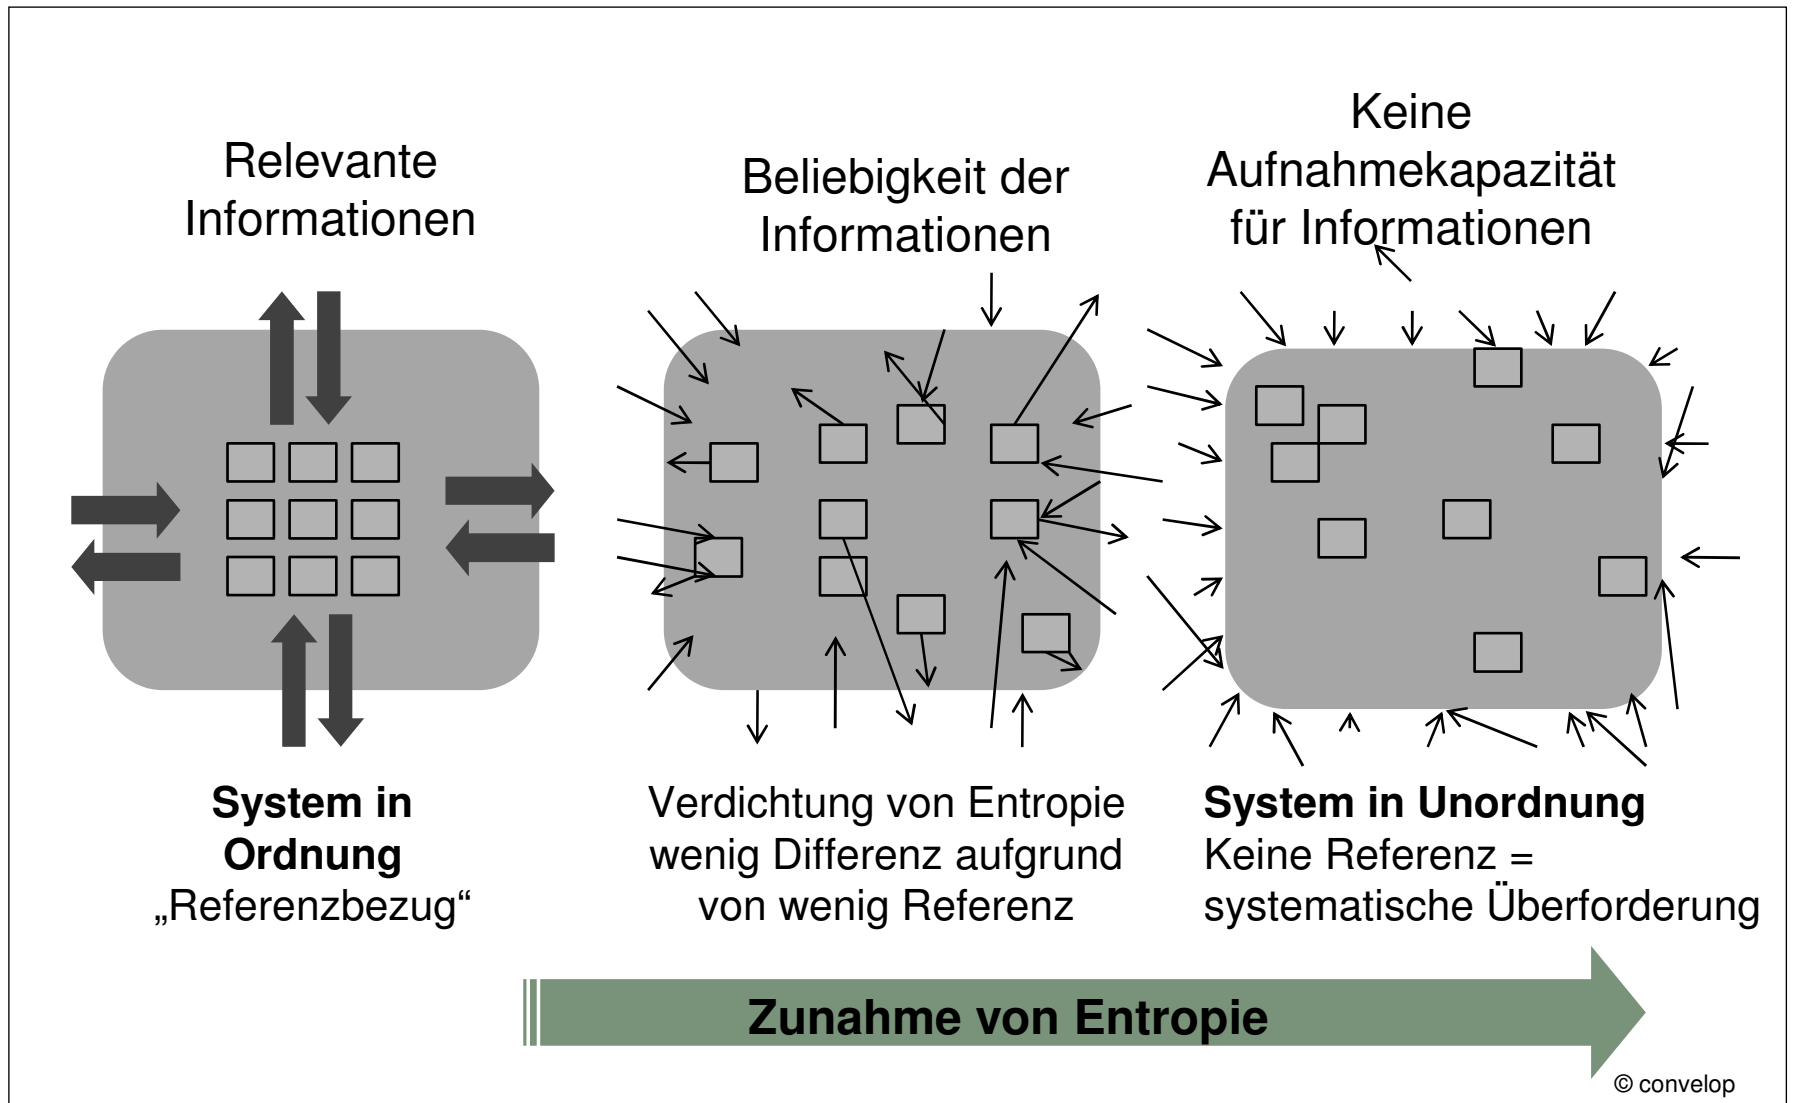 Relevante
Informationen
Beliebigkeit der
Informationen
Keine
Aufnahmekapazität
für Informationen
System in
Ordnung
„Referenzbezug“
Verdichtung von Entropie
wenig Differenz aufgrund
von wenig Referenz
System in Unordnung
Keine Referenz =
systematische Überforderung
Zunahme von Entropie
© convelop